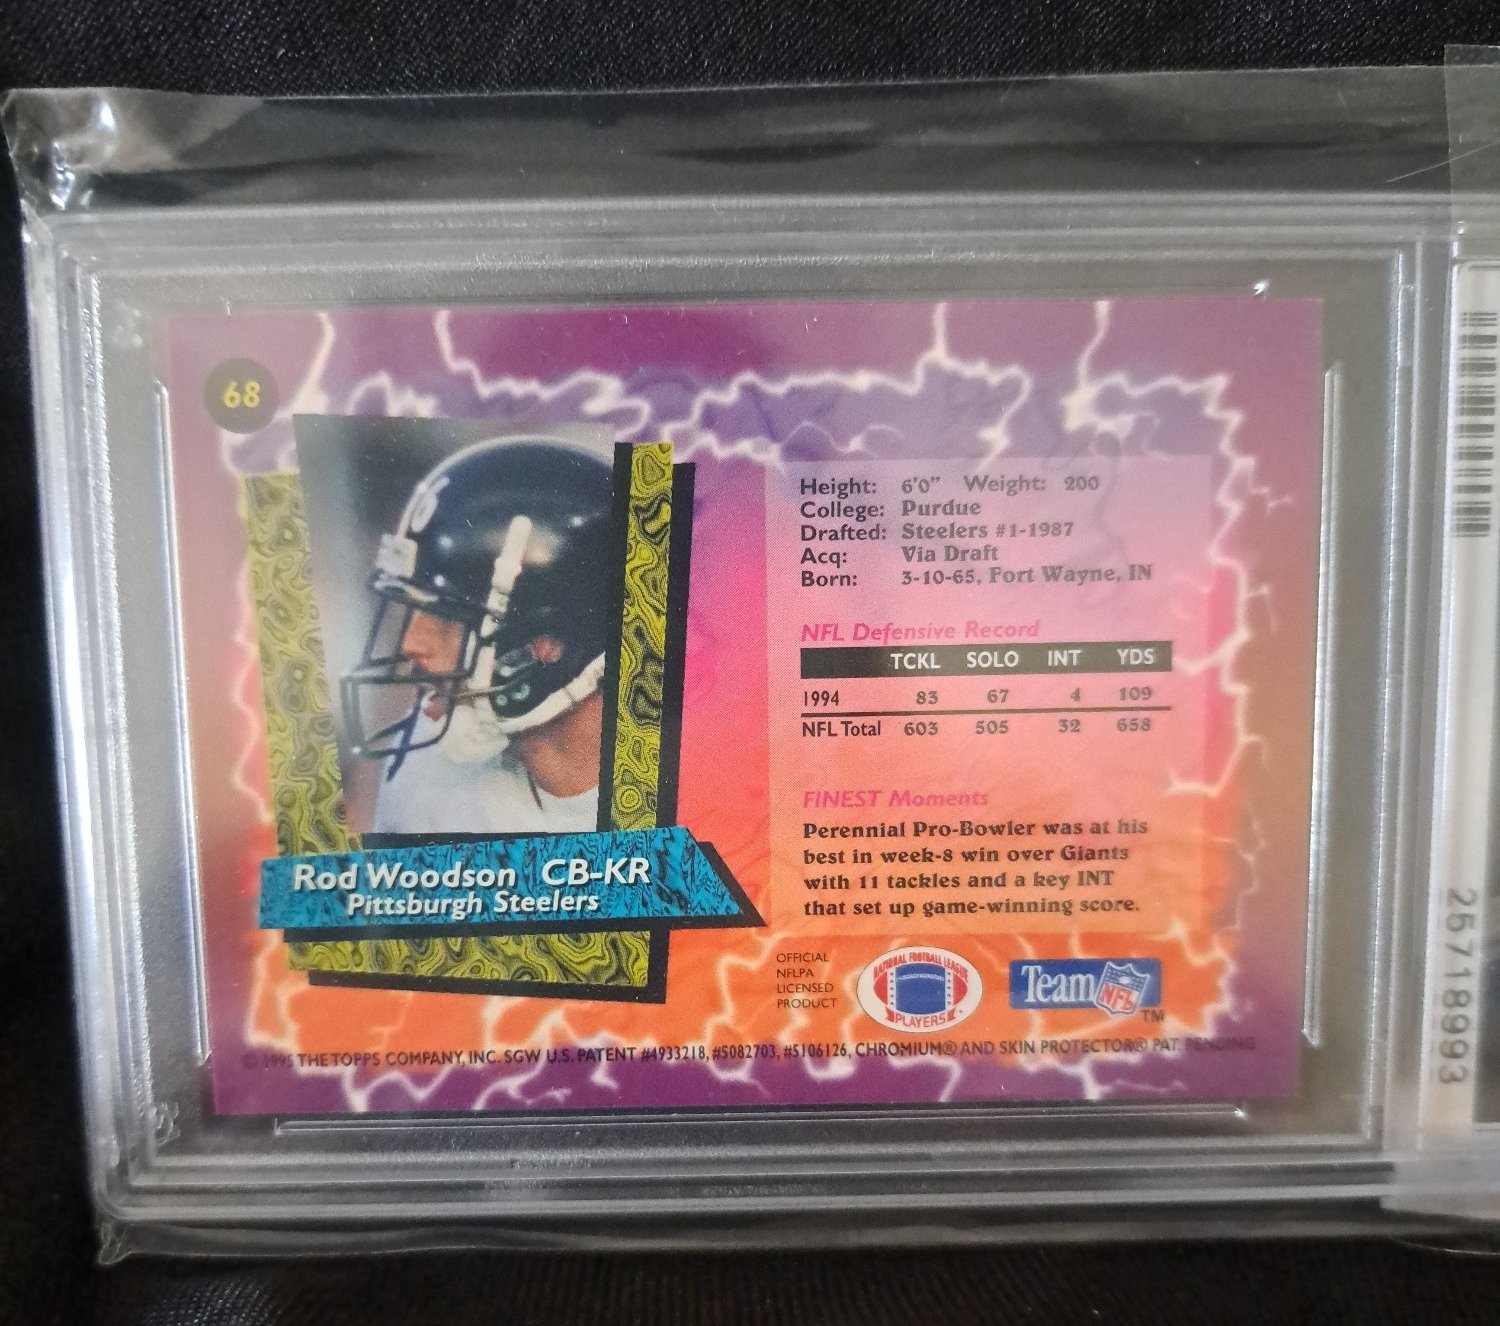 68
Height: 6'0" Weight: 200
College: Purdue
Drafted: Steelers #1-1987
Acq: Via Draft
Born: 3-10-65, Fort Wayne, IN
NFL Defensive Record
TCKL SOLO INT YDS
1994 83 67 4 109
NFL Total 603 505 32 658
FINEST Moments
Perennial Pro-Bowler was at his
best in week-8 win over Giants
with 11 tackles and a key INT
that set up game-winning score.
Rod Woodson CB-KR
Pittsburgh Steelers
OFFICIAL
NFLPA
LICENSED
PRODUCT
NATIONAL FOOTBALL LEAGUE
PLAYERS
Team NFL TM
© 1995 THE TOPPS COMPANY, INC. SGW U.S. PATENT #4933218, #5082703, #5106126, CHROMIUM® AND SKIN PROTECTOR® PAT. PENDING
25718993